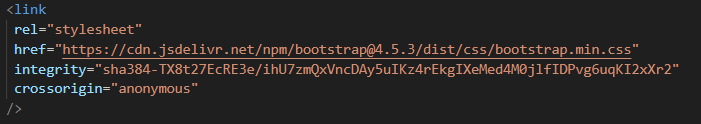 <link
rel="stylesheet"
href="https://cdn.jsdelivr.net/npm/bootstrap@4.5.3/dist/css/bootstrap.min.css"
integrity="sha384-TX8t27EcRE3e/ihU7zmQxVncDAy5uIKz4rEkgIXeMed4M0jlfIDPvg6uqKI2xXr2"
crossorigin="anonymous"
/>